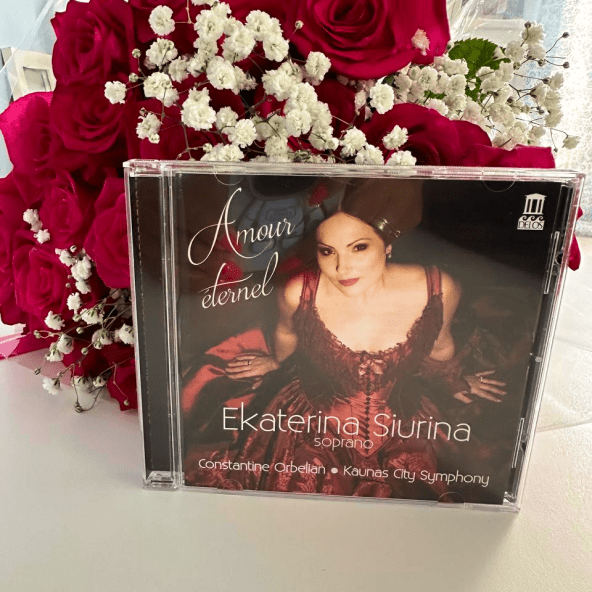 Amour
éternel
DELOS
Ekaterina Siurina
soprano
Constantine Orbelian • Kaunas City Symphony